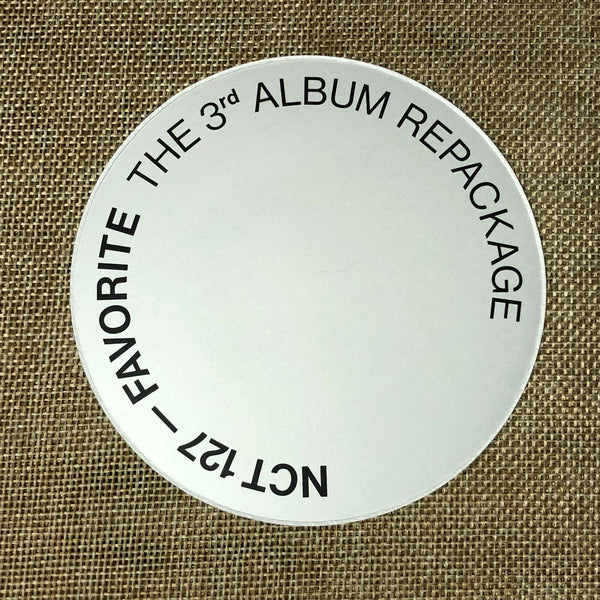 NCT 127 — FAVORITE THE 3rd ALBUM REPACKAGE